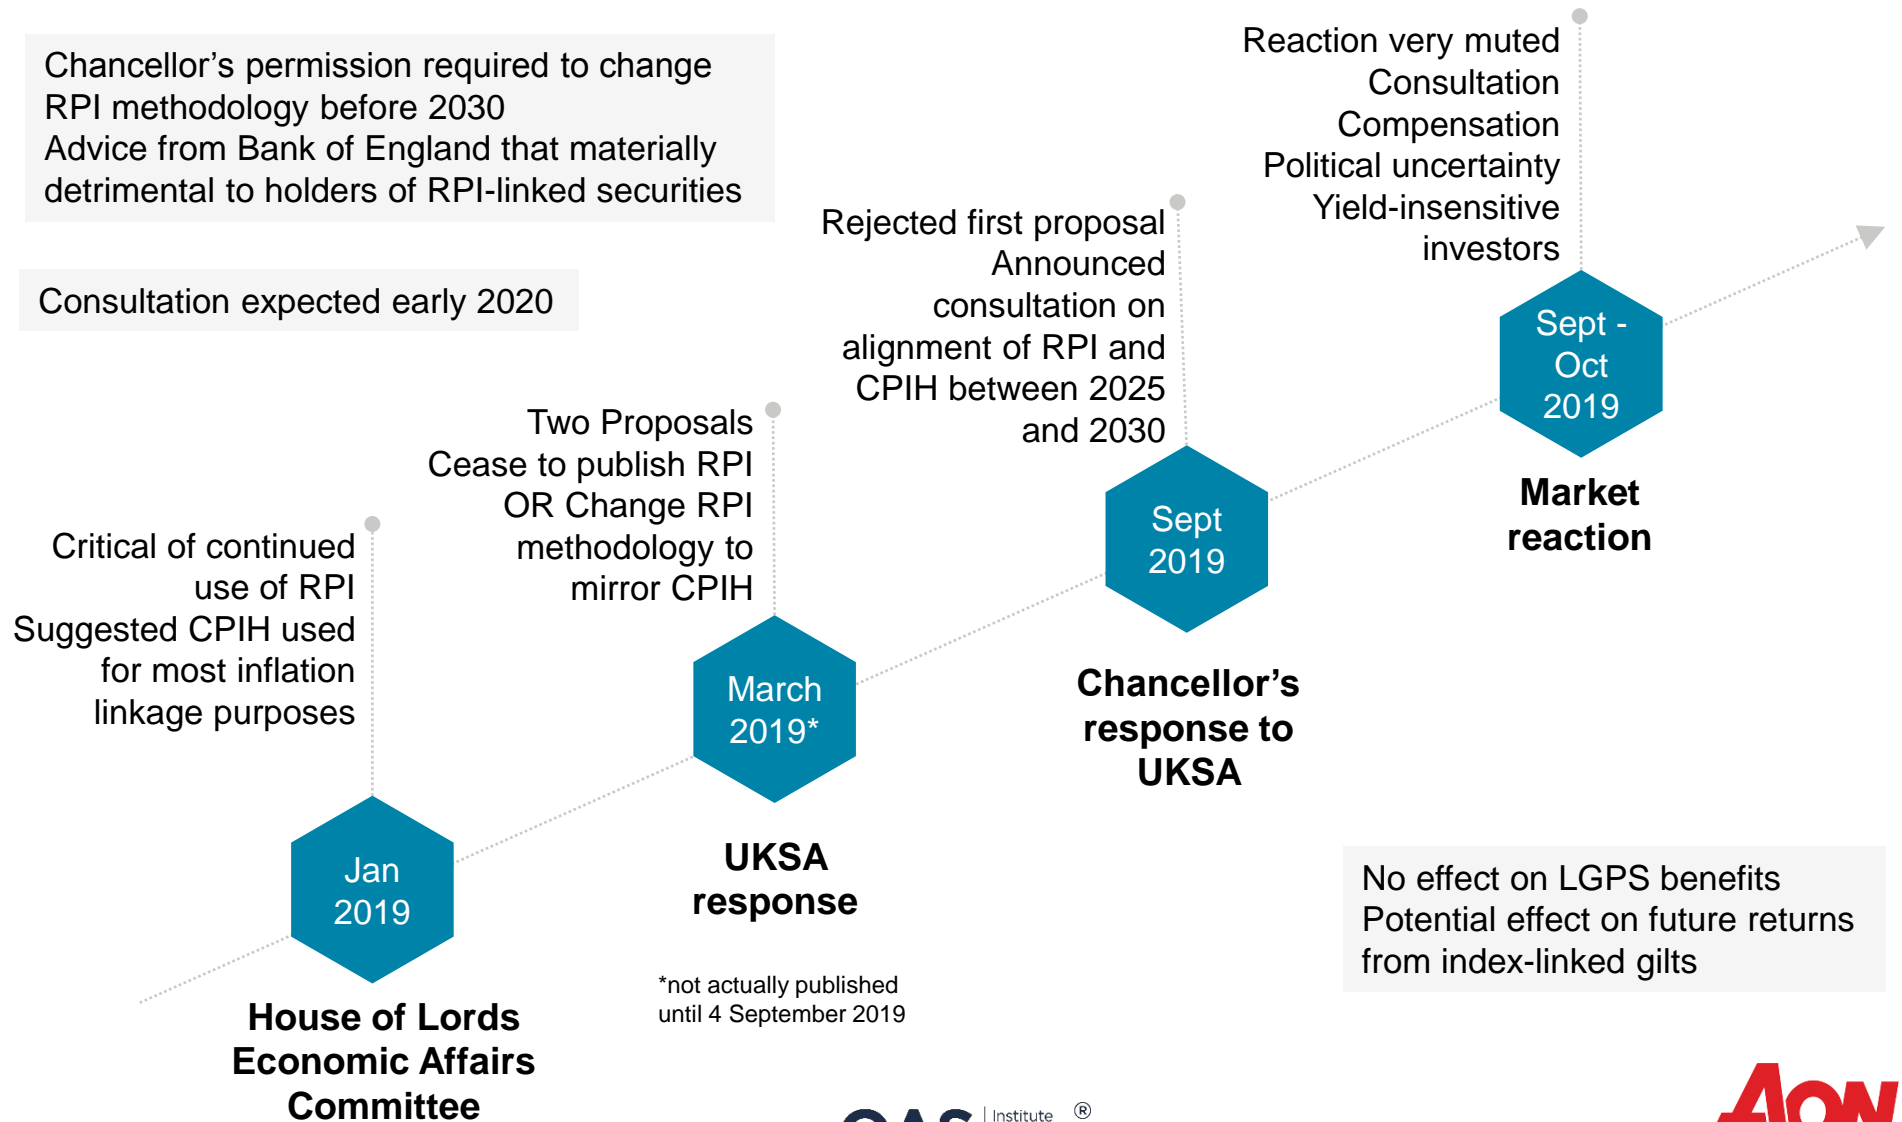 Chancellor's permission required to change
RPI methodology before 2030
Advice from Bank of England that materially
detrimental to holders of RPI-linked securities
Consultation expected early 2020
Critical of continued
use of RPI
Suggested CPIH used
for most inflation
linkage purposes
Jan
2019
House of Lords
Economic Affairs
Committee
Two Proposals
Cease to publish RPI
OR Change RPI
methodology to
mirror CPIH
March
2019*
UKSA
response
*not actually published
until 4 September 2019
Rejected first proposal
Announced
consultation on
alignment of RPI and
CPIH between 2025
and 2030
Sept
2019
Chancellor's
response to
UKSA
Reaction very muted
Consultation
Compensation
Political uncertainty
Yield-insensitive
investors
Sept -
Oct
2019
Market
reaction
No effect on LGPS benefits
Potential effect on future returns
from index-linked gilts
Institute ®
AON